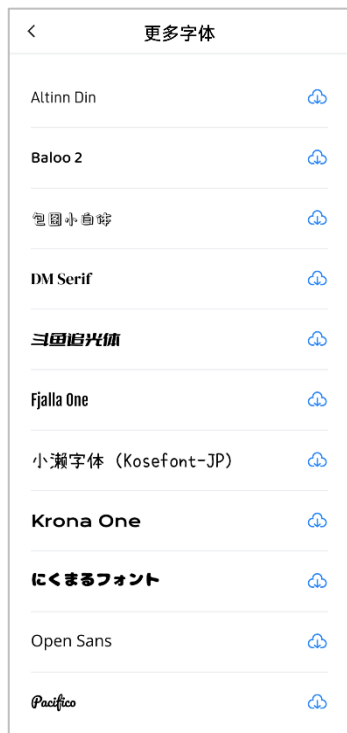 更多字体
Altinn Din
Baloo 2
包图小白体
DM Serif
斗鱼追光体
Fjalla One
小濑字体 (Kosefont-JP)
Krona One
にくまるフォント
Open Sans
Pacifico